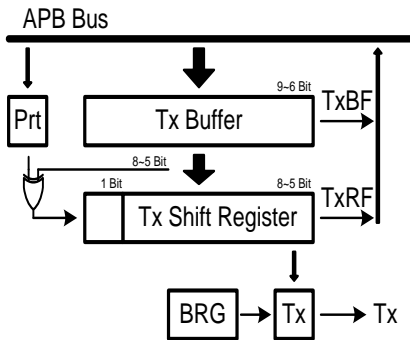 APB Bus
9~6 Bit
Prt
Tx Buffer
TxBF
8~5 Bit
1 Bit
8~5 Bit
Tx Shift Register
TxRF
BRG
Tx
Tx